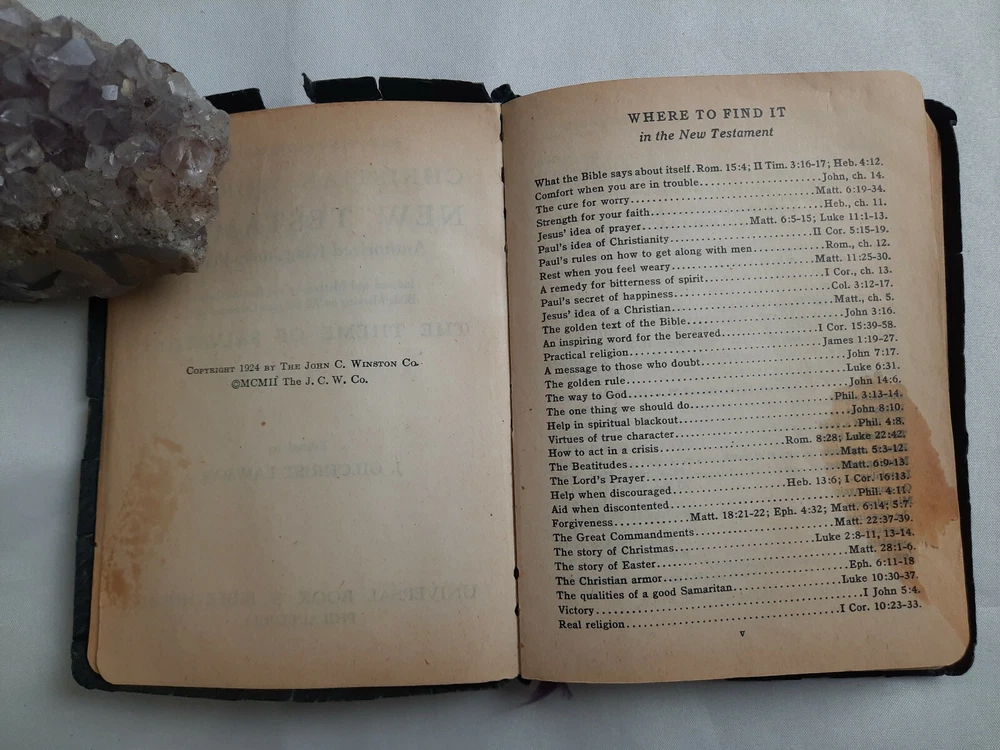 COPYRIGHT 1924 BY THE JOHN C. WINSTON CO.
©MCMII The J. C. W. Co.
WHERE TO FIND IT
in the New Testament
What the Bible says about itself. Rom. 15:4; II Tim. 3:16-17; Heb. 4:12.
Comfort when you are in trouble..........John, ch. 14.
The cure for worry..........Matt. 6:19-34.
Strength for your faith..........Heb., ch. 11.
Jesus' idea of prayer..........Matt. 6:5-15; Luke 11:1-13.
Paul's idea of Christianity..........II Cor. 5:15-19.
Paul's rules on how to get along with men..........Rom., ch. 12.
Rest when you feel weary..........Matt. 11:25-30.
A remedy for bitterness of spirit..........I Cor., ch. 13.
Paul's secret of happiness..........Col. 3:12-17.
Jesus' idea of a Christian..........Matt., ch. 5.
The golden text of the Bible..........John 3:16.
An inspiring word for the bereaved..........I Cor. 15:39-58.
Practical religion..........James 1:19-27.
A message to those who doubt..........John 7:17.
The golden rule..........Luke 6:31.
The way to God..........John 14:6.
The one thing we should do..........Phil. 3:13-14.
Help in spiritual blackout..........John 8:10.
Virtues of true character..........Phil. 4:8.
How to act in a crisis..........Rom. 8:28; Luke 22:42.
The Beatitudes..........Matt. 5:3-12.
The Lord's Prayer..........Matt. 6:9-13.
Help when discouraged..........Heb. 13:6; I Cor. 16:13.
Aid when discontented..........Phil. 4:11.
Forgiveness..........Matt. 18:21-22; Eph. 4:32; Matt. 6:14; 5:7.
The Great Commandments..........Matt. 22:37-39.
The story of Christmas..........Luke 2:8-11, 13-14.
The story of Easter..........Matt. 28:1-6.
The Christian armor..........Eph. 6:11-18
The qualities of a good Samaritan..........Luke 10:30-37.
Victory..........I John 5:4.
Real religion..........I Cor. 10:23-33.
v